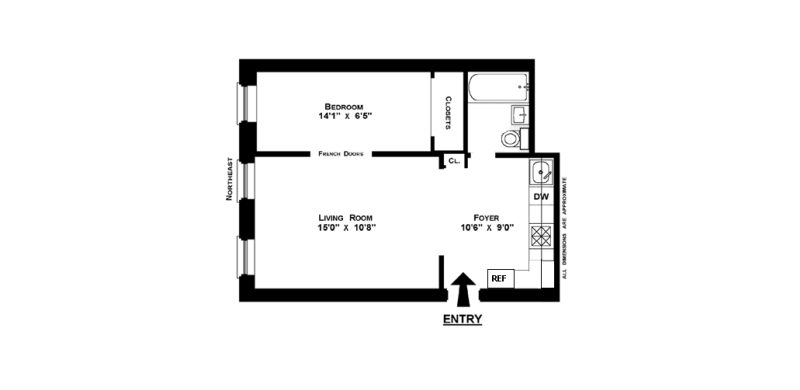 BEDROOM
14'1" X 6'5"
CLOSETS
FRENCH DOORS
CL.
NORTHEAST
DW
LIVING ROOM
15'0" X 10'8"
FOYER
10'6" X 9'0"
REF
ALL DIMENSIONS ARE APPROXIMATE
ENTRY